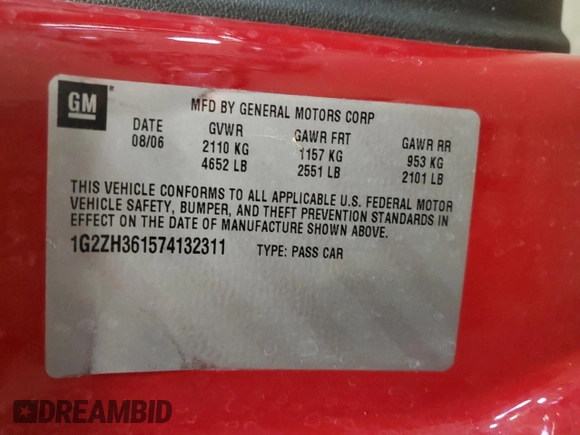 GM
MFD BY GENERAL MOTORS CORP
DATE GVWR GAWR FRT GAWR RR
08/06 2110 KG 1157 KG 953 KG
4652 LB 2551 LB 2101 LB
THIS VEHICLE CONFORMS TO ALL APPLICABLE U.S. FEDERAL MOTOR
VEHICLE SAFETY, BUMPER, AND THEFT PREVENTION STANDARDS IN
EFFECT ON THE DATE OF MANUFACTURE SHOWN ABOVE.
1G2ZH361574132311 TYPE: PASS CAR
DREAMBID